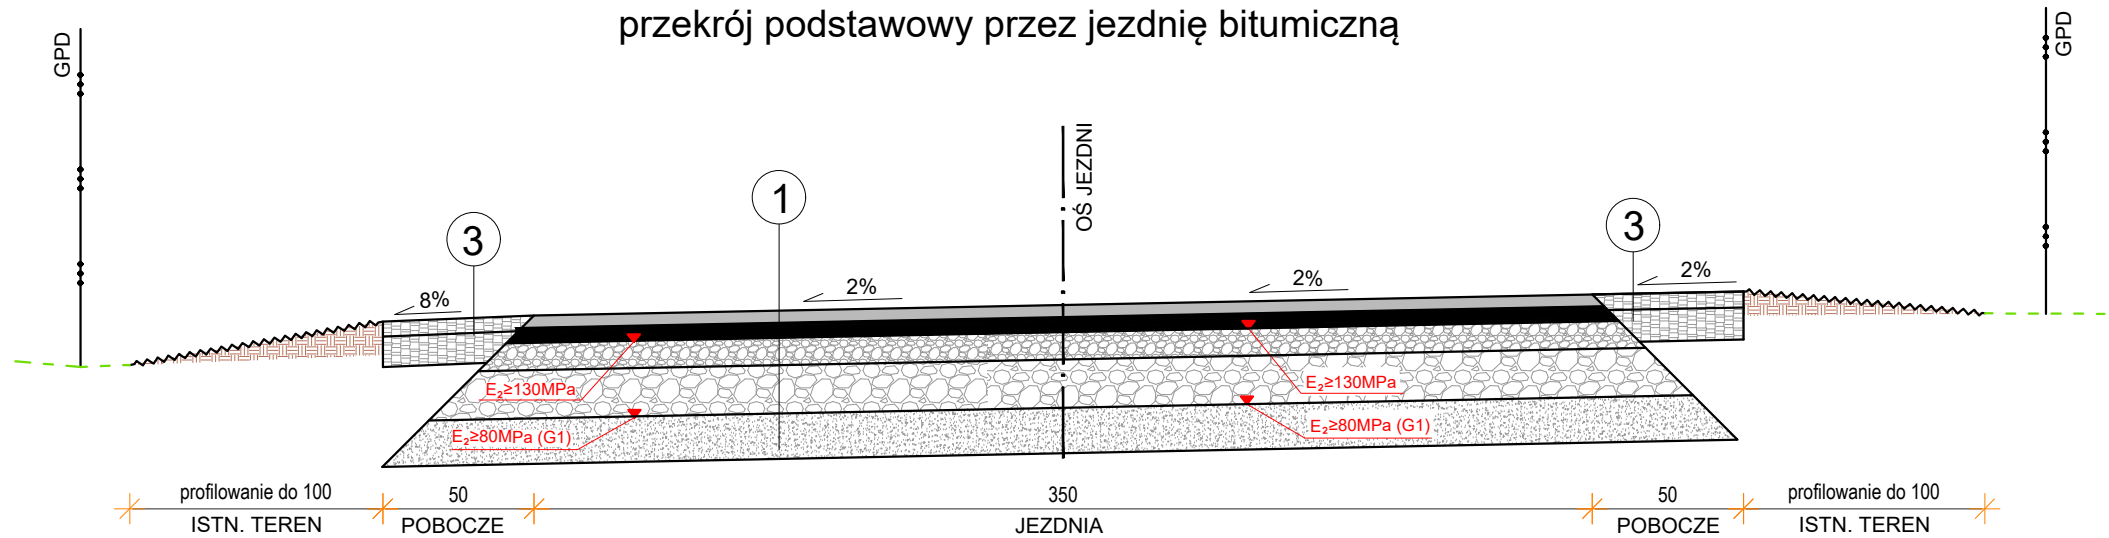 przekrój podstawowy przez jezdnię bitumiczną
GPD
GPD
OŚ JEZDNI
1
3
3
8%
2%
2%
2%
E₂≥130MPa
E₂≥130MPa
E₂≥80MPa (G1)
E₂≥80MPa (G1)
profilowanie do 100
50
350
50
profilowanie do 100
ISTN. TEREN
POBOCZE
JEZDNIA
POBOCZE
ISTN. TEREN